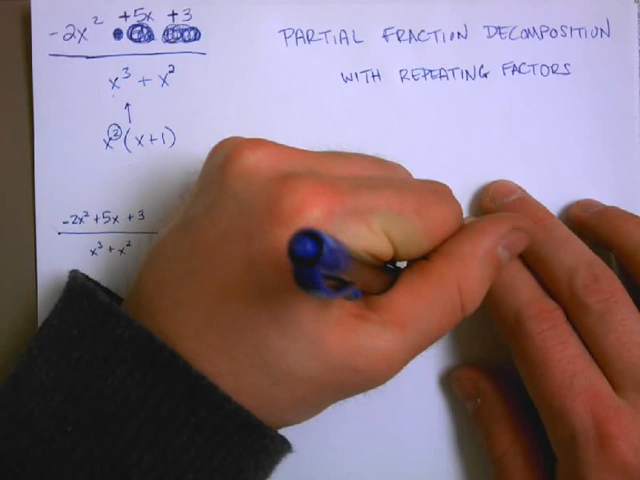 -2x² +5x +3
x³ + x²
x²(x+1)
PARTIAL FRACTION DECOMPOSITION
WITH REPEATING FACTORS
-2x² +5x +3
x³ + x²